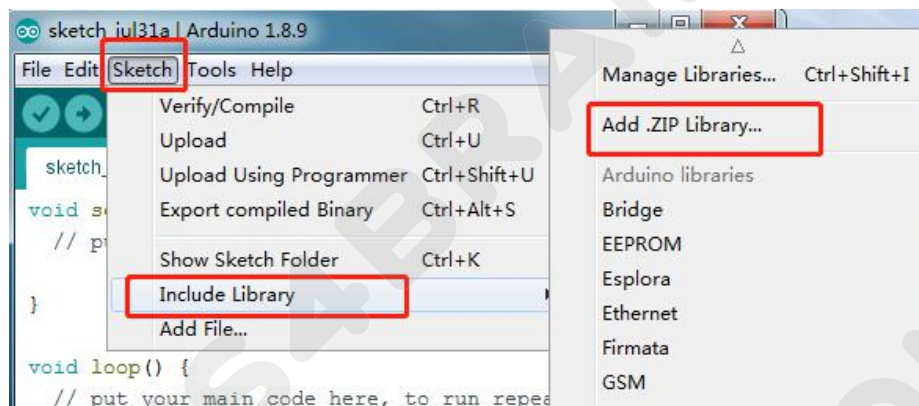 sketch_jul31a | Arduino 1.8.9
File Edit Sketch Tools Help
Verify/Compile Ctrl+R
Upload Ctrl+U
Upload Using Programmer Ctrl+Shift+U
Export compiled Binary Ctrl+Alt+S
Show Sketch Folder Ctrl+K
Include Library
Add File...
sketch_
void s
// p
}
void loop() {
// put your main code here, to run repea
Manage Libraries... Ctrl+Shift+I
Add .ZIP Library...
Arduino libraries
Bridge
EEPROM
Esplora
Ethernet
Firmata
GSM